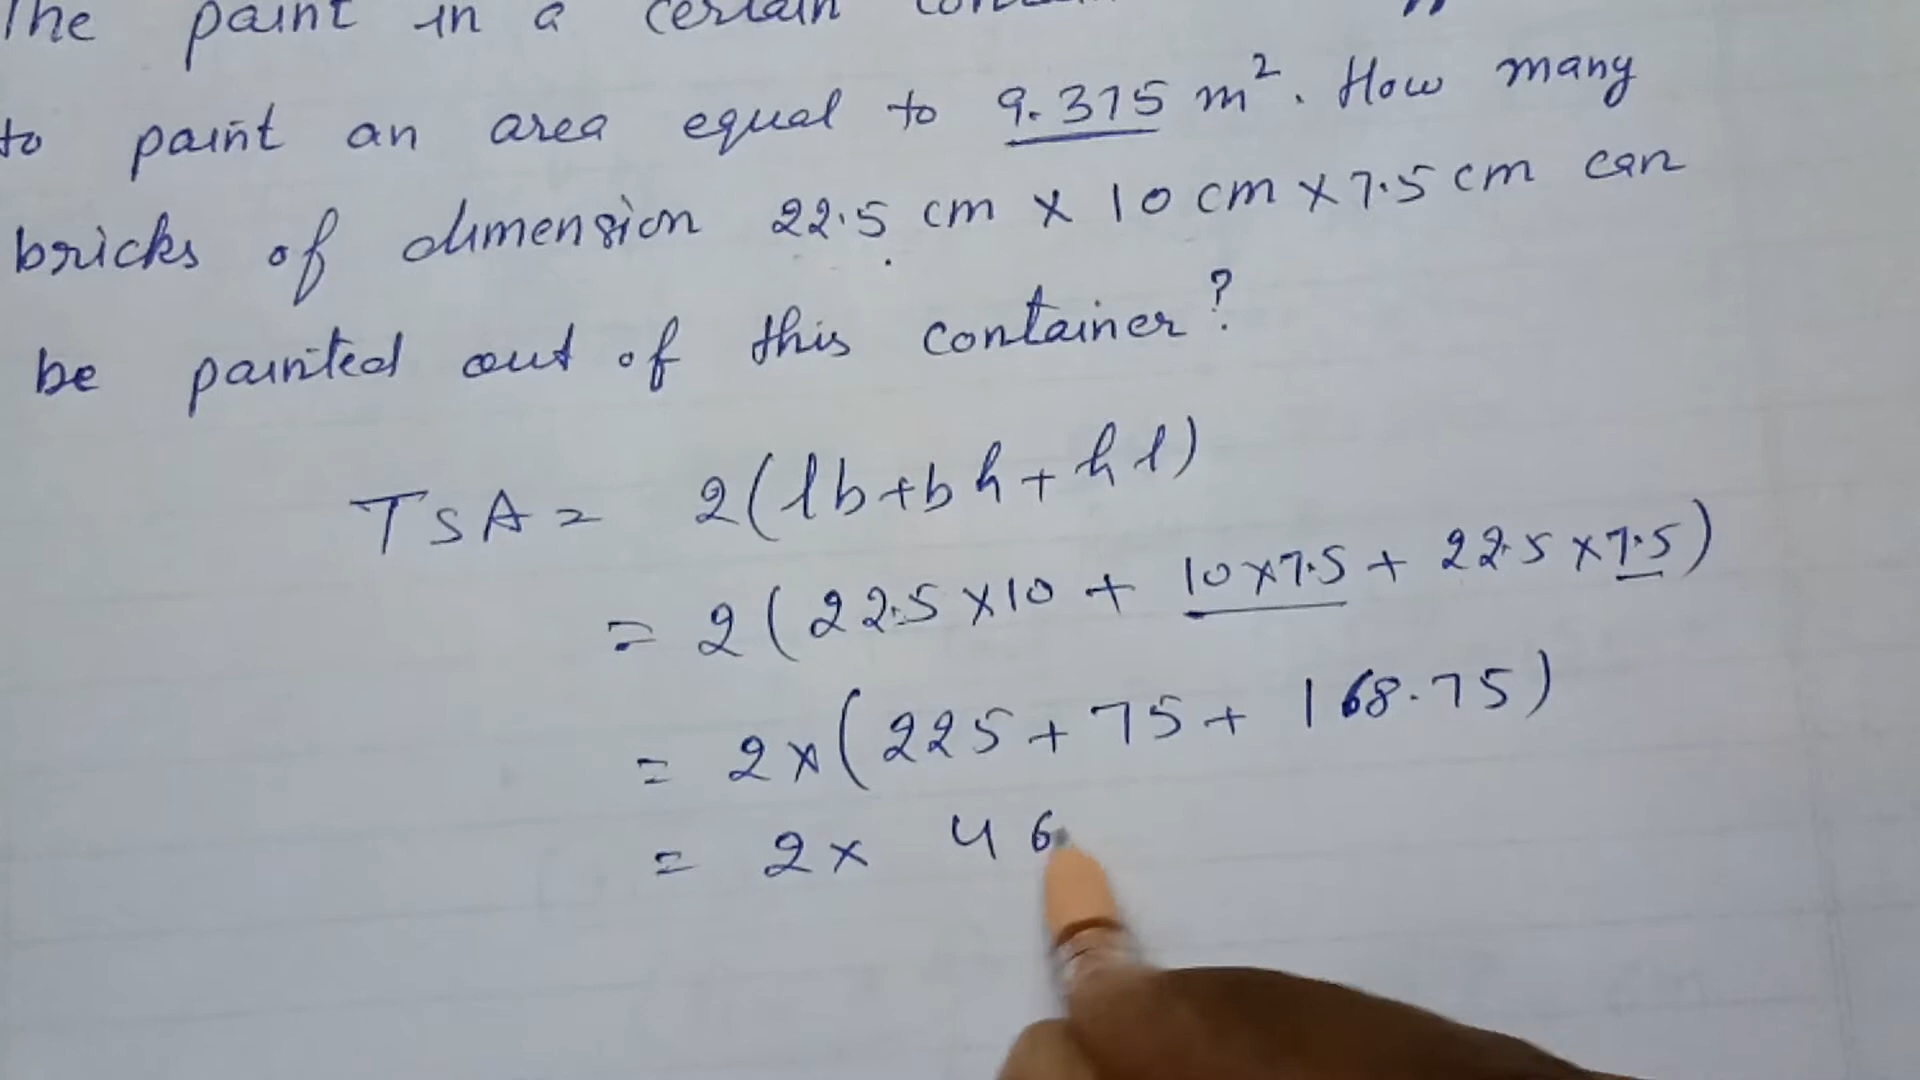 The paint in a certain
to paint an area equal to 9.375 m². How many
bricks of dimension 22.5 cm x 10 cm x 7.5 cm can
be painted out of this container?
TSA = 2(lb+bh+hl)
= 2(22.5x10 + 10x7.5 + 22.5x7.5)
= 2x(225+75+168.75)
= 2x 46